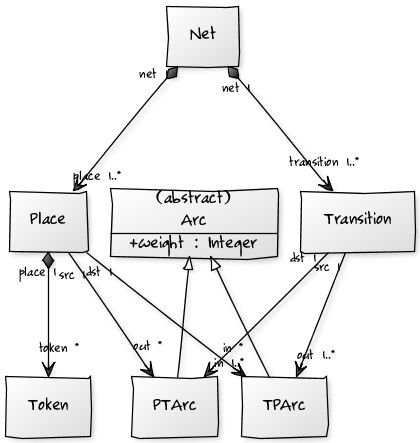 Net
net
net 1
place 1..*
transition 1..*
(abstract)
Arc
+weight : Integer
Place
Transition
place 1
src 1
dst 1
dst 1
src 1
token *
out *
in *
in 1..*
out 1..*
Token
PTArc
TPArc